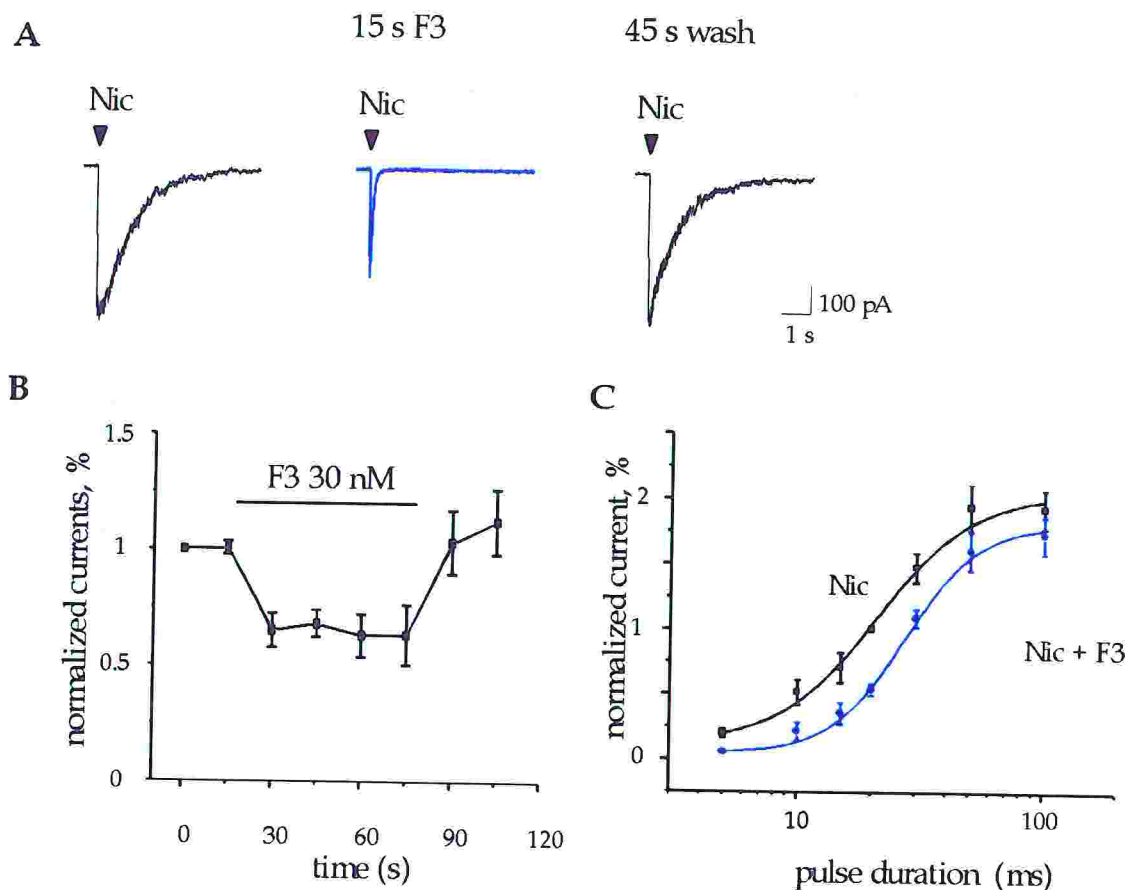 A
15 s F3
45 s wash
Nic
Nic
Nic
100 pA
1 s
B
normalized currents, %
1.5
1
0.5
0
F3 30 nM
0
30
60
90
120
time (s)
C
normalized current, %
2
1
0
Nic
Nic + F3
10
100
pulse duration (ms)